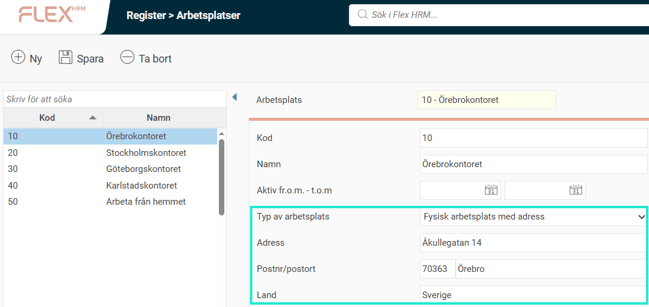 FLEX HRM Register > Arbetsplatser Sök i Flex HRM...
Ny Spara Ta bort
Skriv för att söka
Kod Namn
10 Örebrokontoret
20 Stockholmskontoret
30 Göteborgskontoret
40 Karlstadskontoret
50 Arbeta från hemmet
Arbetsplats 10 - Örebrokontoret
Kod 10
Namn Örebrokontoret
Aktiv fr.o.m. - t.o.m 31 31
Typ av arbetsplats Fysisk arbetsplats med adress
Adress Åkullegatan 14
Postnr/postort 70363 Örebro
Land Sverige